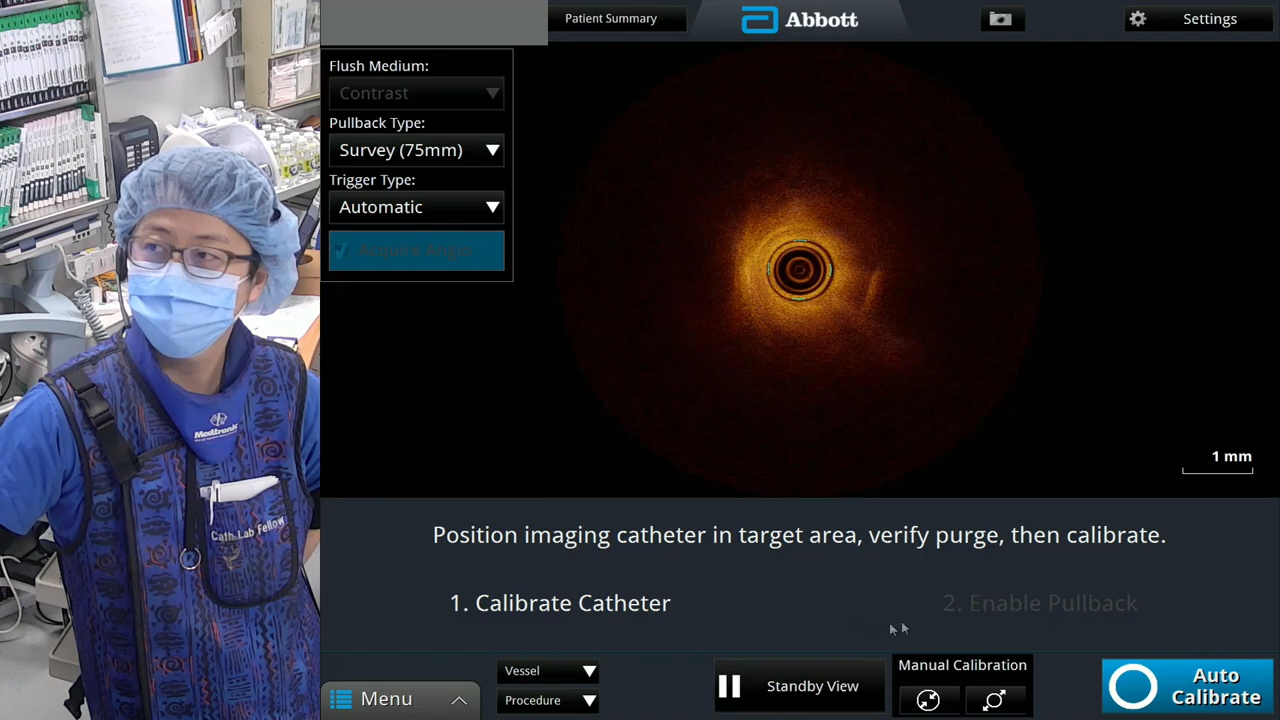 Patient Summary
Abbott
Settings
Flush Medium:
Contrast
Pullback Type:
Survey (75mm)
Trigger Type:
Automatic
Acquire Angio
1 mm
Position imaging catheter in target area, verify purge, then calibrate.
1. Calibrate Catheter
2. Enable Pullback
Menu
Vessel
Procedure
Standby View
Manual Calibration
Auto
Calibrate
Medtronic
Cath Lab Fellow